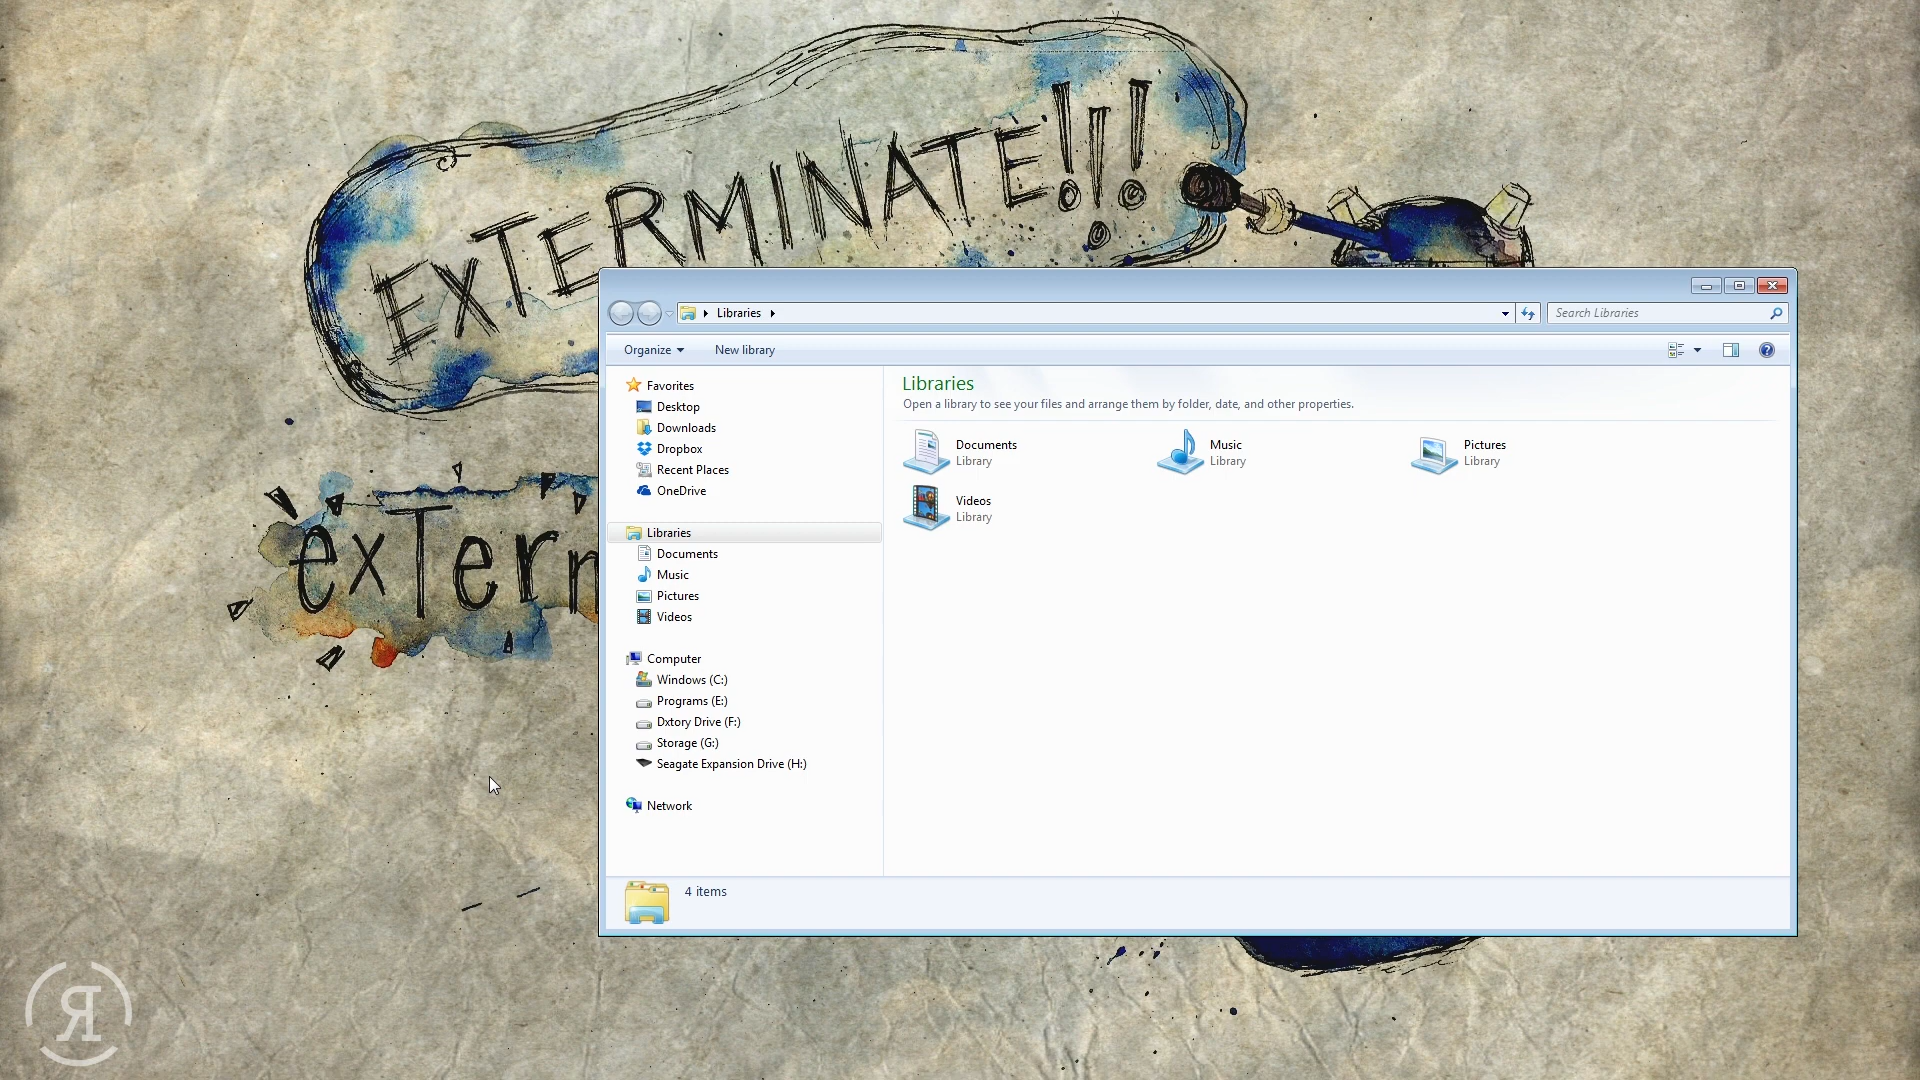 EXTERMINATE!!!
Libraries
Search Libraries
Organize
New library
Favorites
Desktop
Downloads
Dropbox
Recent Places
OneDrive
Libraries
Documents
Music
Pictures
Videos
Computer
Windows (C:)
Programs (E:)
Dxtory Drive (F:)
Storage (G:)
Seagate Expansion Drive (H:)
Network
Libraries
Open a library to see your files and arrange them by folder, date, and other properties.
Documents
Library
Music
Library
Pictures
Library
Videos
Library
4 items